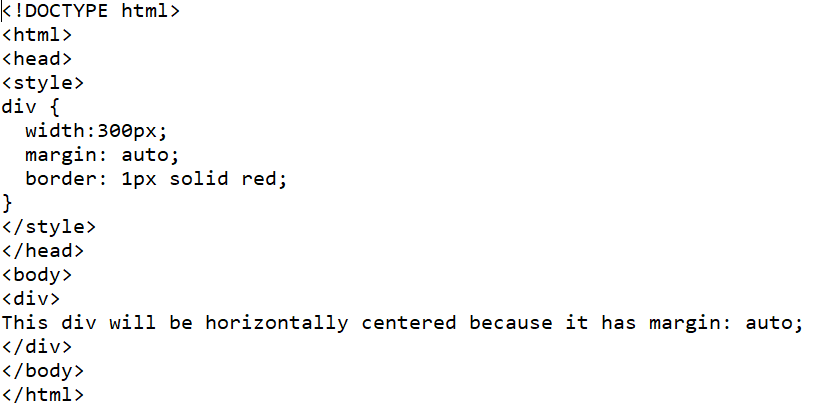 <!DOCTYPE html>
<html>
<head>
<style>
div {
  width:300px;
  margin: auto;
  border: 1px solid red;
}
</style>
</head>
<body>
<div>
This div will be horizontally centered because it has margin: auto;
</div>
</body>
</html>